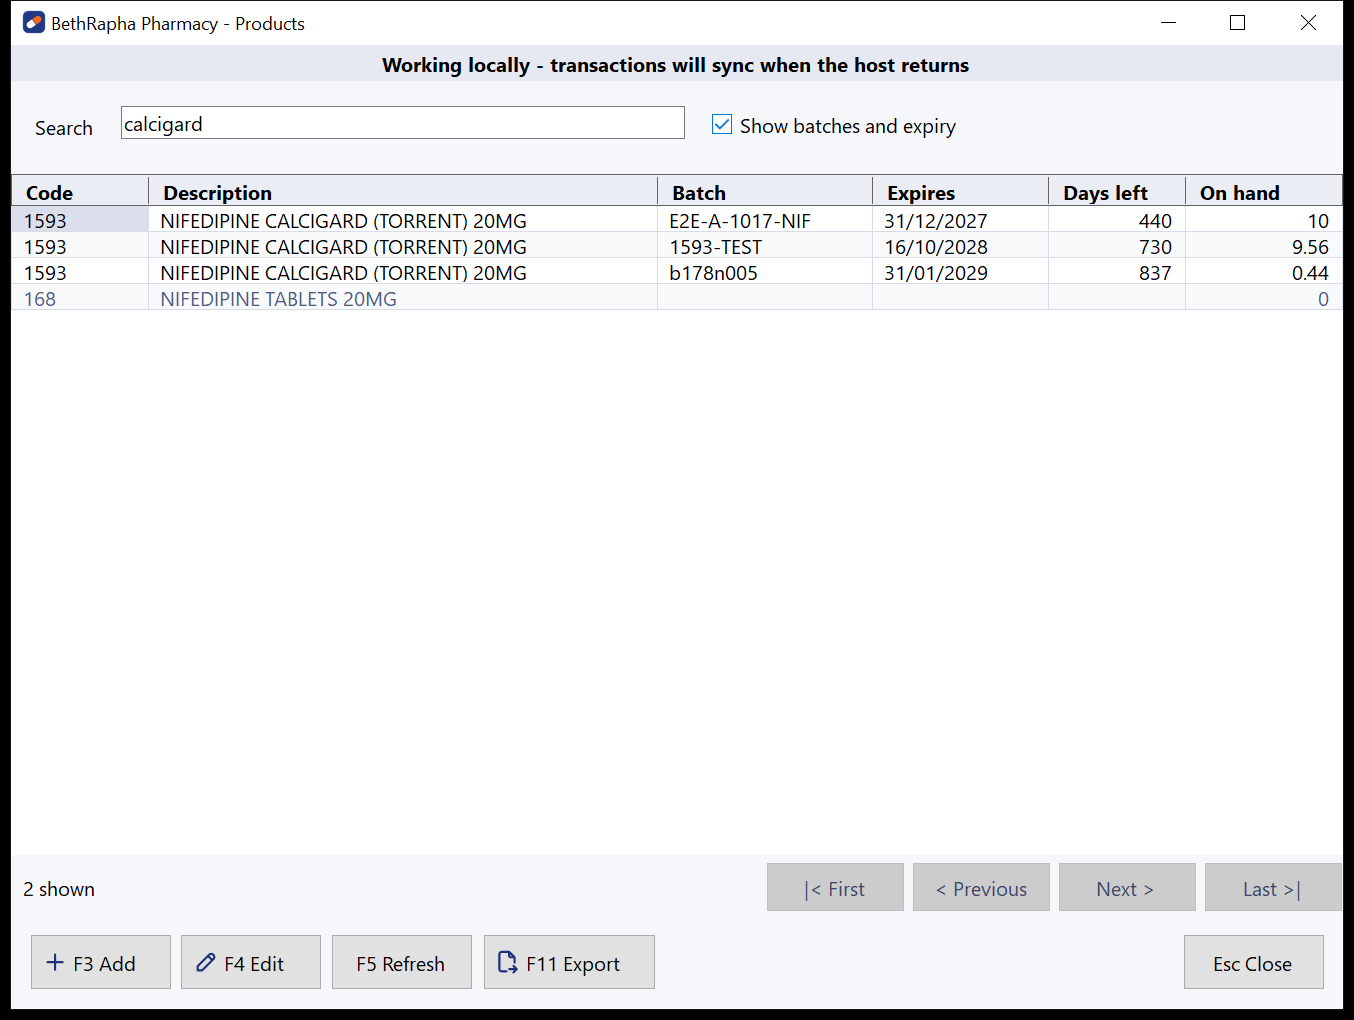 BethRapha Pharmacy - Products
Working locally - transactions will sync when the host returns
Search calcigard Show batches and expiry
Code Description Batch Expires Days left On hand
1593 NIFEDIPINE CALCIGARD (TORRENT) 20MG E2E-A-1017-NIF 31/12/2027 440 10
1593 NIFEDIPINE CALCIGARD (TORRENT) 20MG 1593-TEST 16/10/2028 730 9.56
1593 NIFEDIPINE CALCIGARD (TORRENT) 20MG b178n005 31/01/2029 837 0.44
168 NIFEDIPINE TABLETS 20MG 0
2 shown |< First < Previous Next > Last >|
F3 Add F4 Edit F5 Refresh F11 Export Esc Close